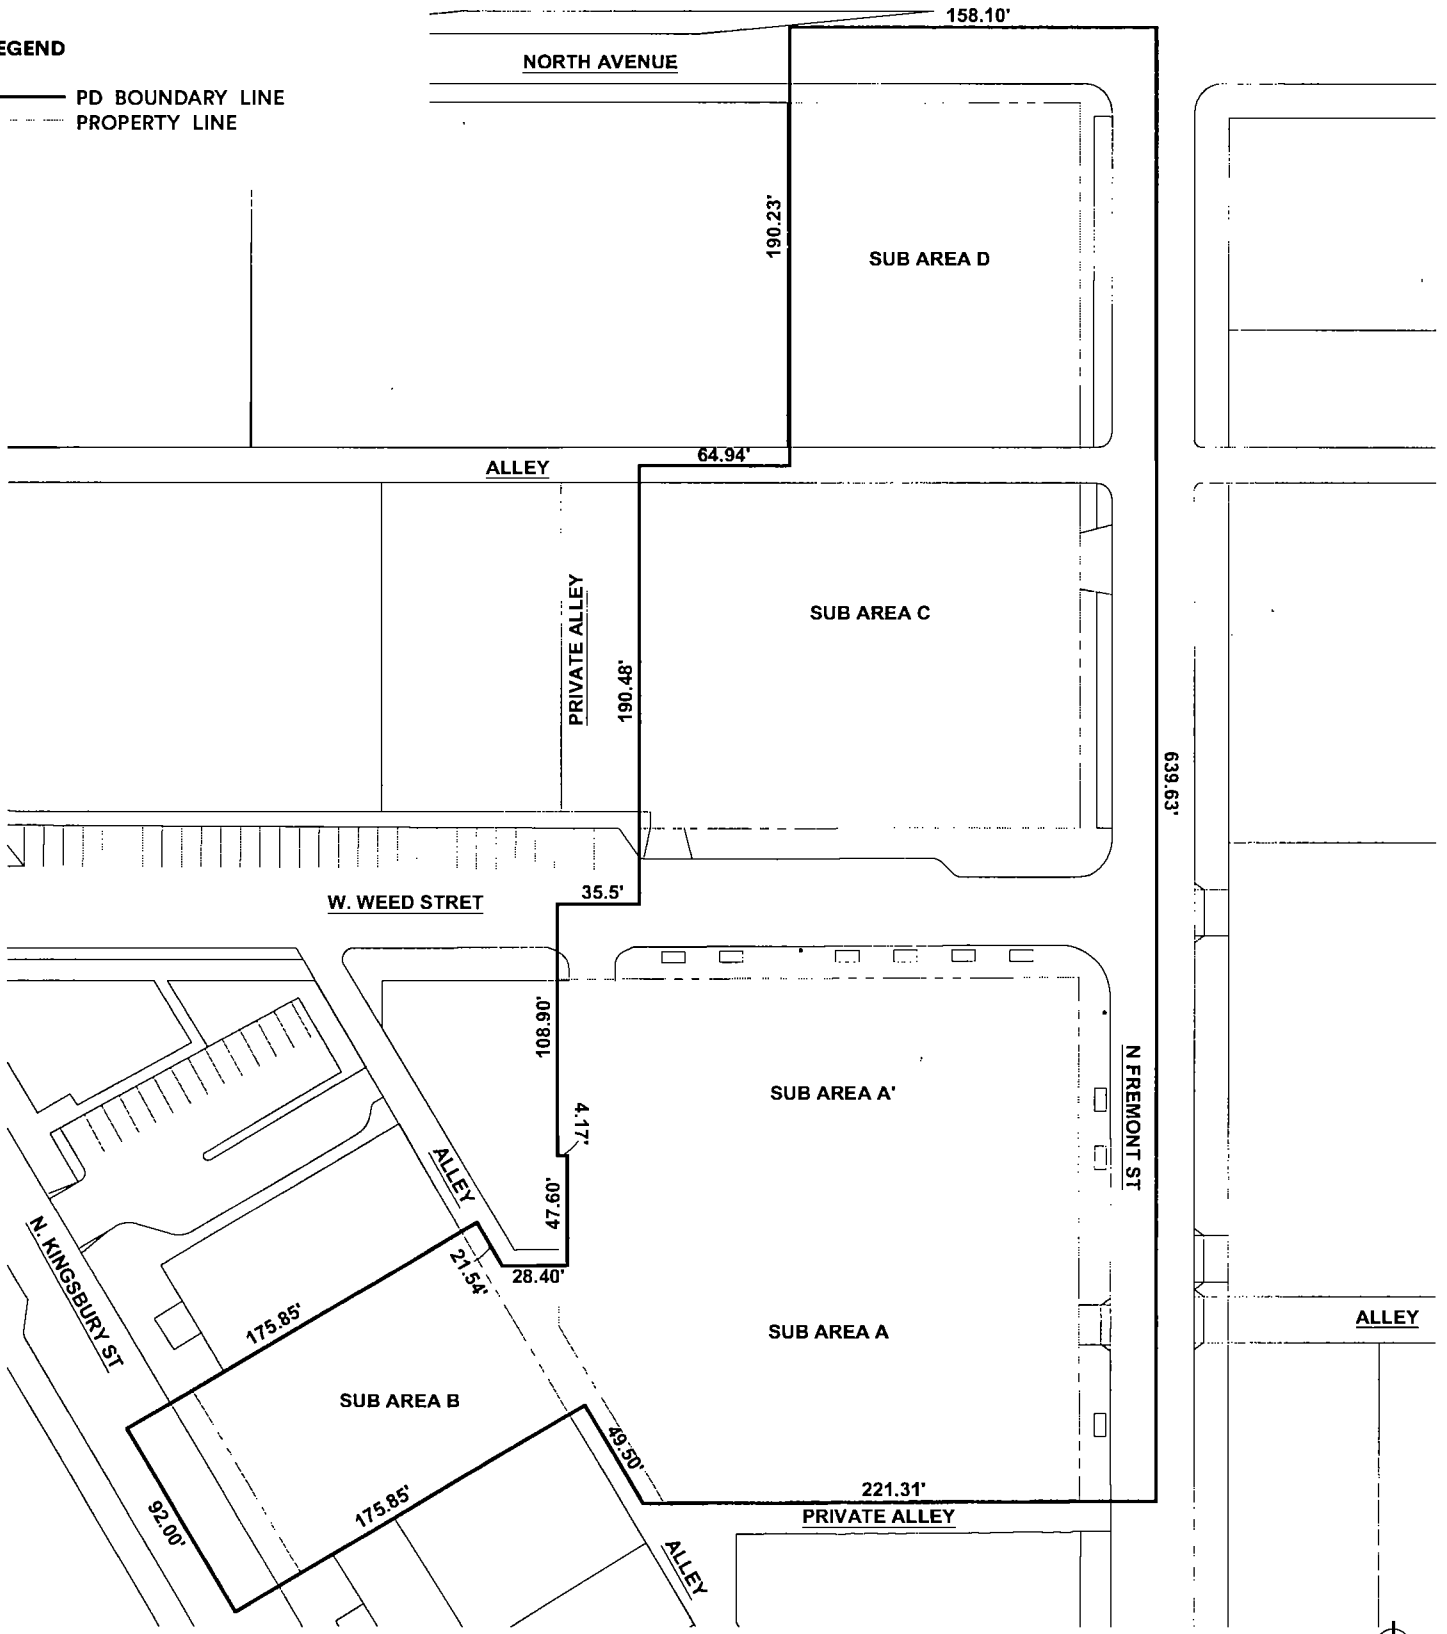 158.10'
EGEND
NORTH AVENUE
PD BOUNDARY LINE
PROPERTY LINE
190.23'
SUB AREA D
64.94'
ALLEY
PRIVATE ALLEY
SUB AREA C
190.48'
639.63'
35.5'
W. WEED STRET
108.90'
N FREMONT ST
SUB AREA A'
4.17'
ALLEY
47.60'
N. KINGSBURY ST
21.54'
28.40'
175.85'
SUB AREA A
ALLEY
SUB AREA B
49.50'
175.85'
221.31'
92.00'
PRIVATE ALLEY
ALLEY